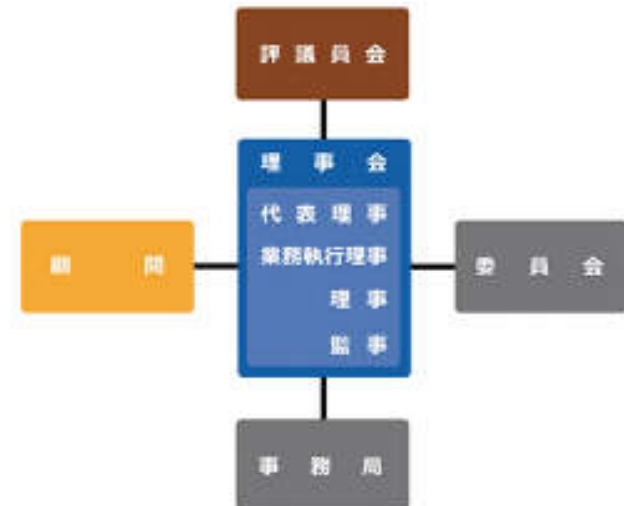 評議員会
理事会
代表理事
業務執行理事
理事
監事
顧問
委員会
事務局